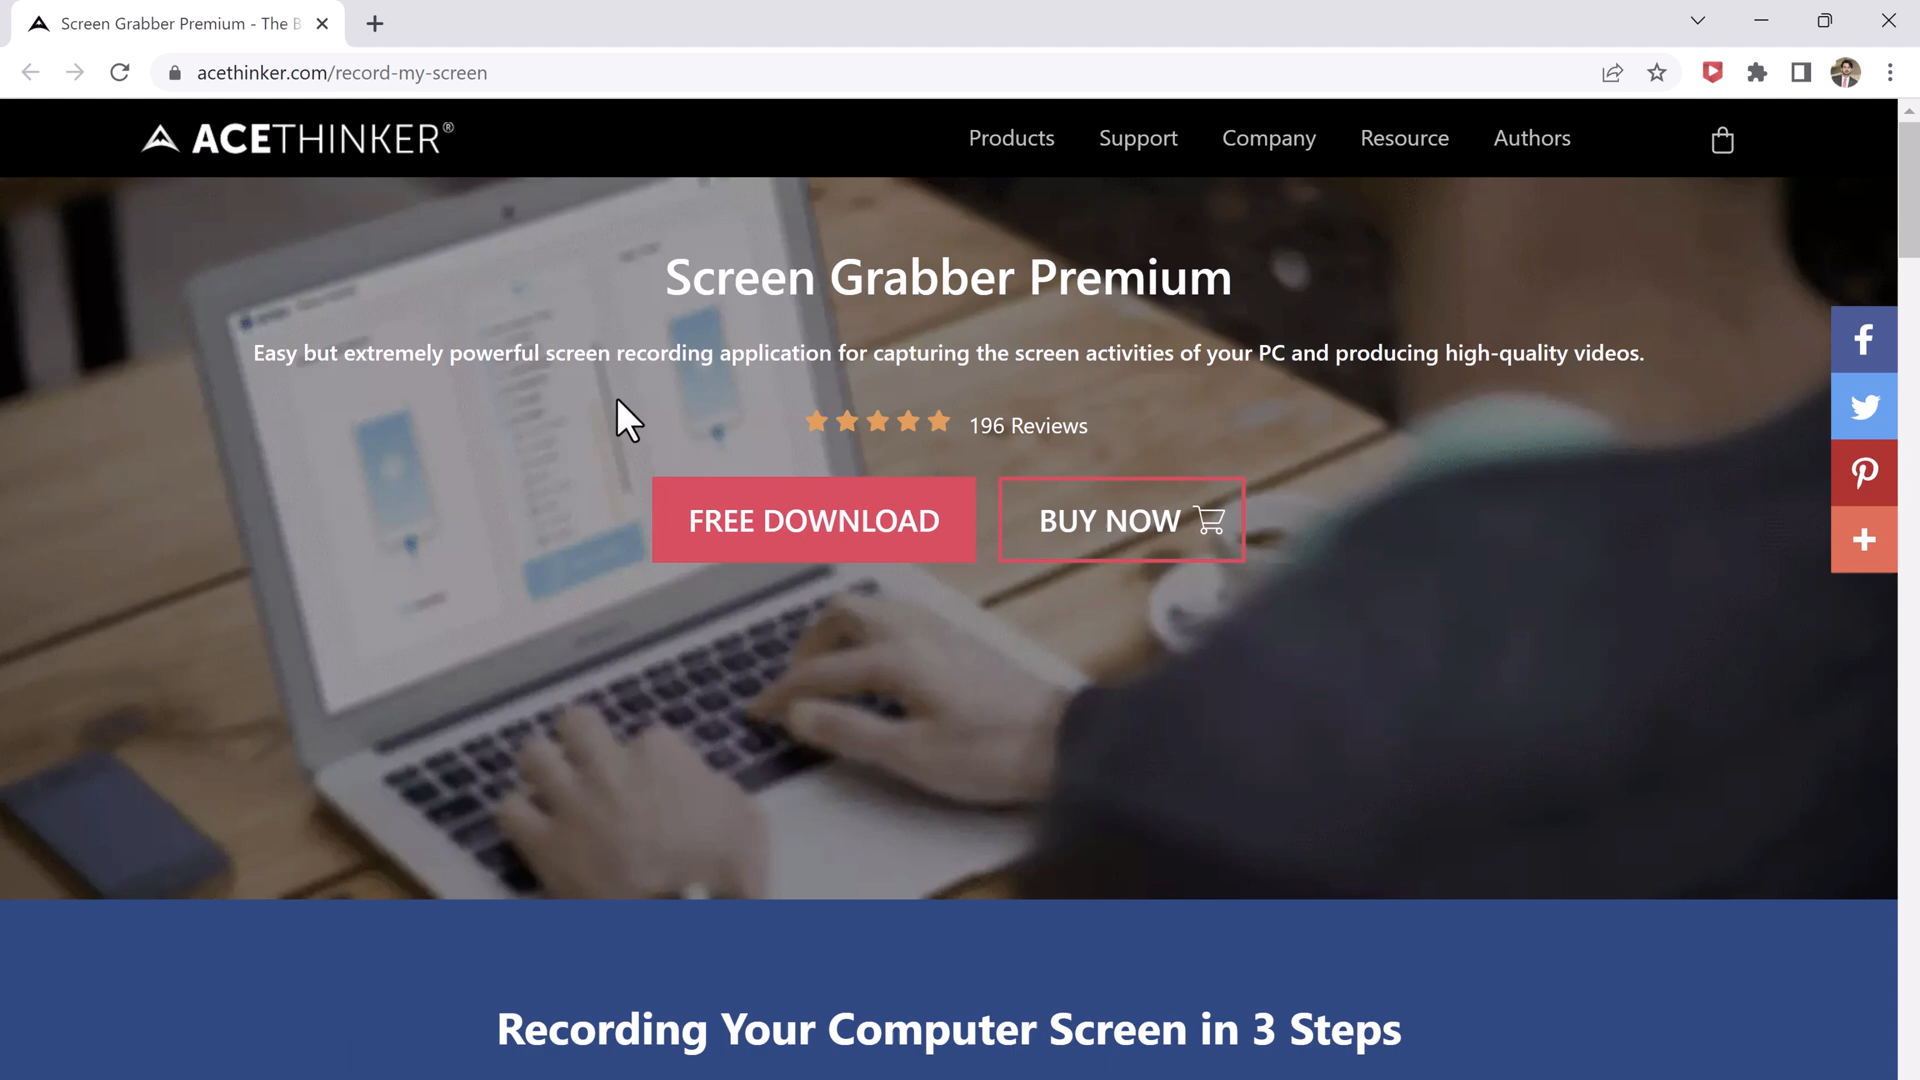 Screen Grabber Premium - The B
acethinker.com/record-my-screen
ACETHINKER®
Products
Support
Company
Resource
Authors
Screen Grabber Premium
Easy but extremely powerful screen recording application for capturing the screen activities of your PC and producing high-quality videos.
196 Reviews
FREE DOWNLOAD
BUY NOW
Recording Your Computer Screen in 3 Steps